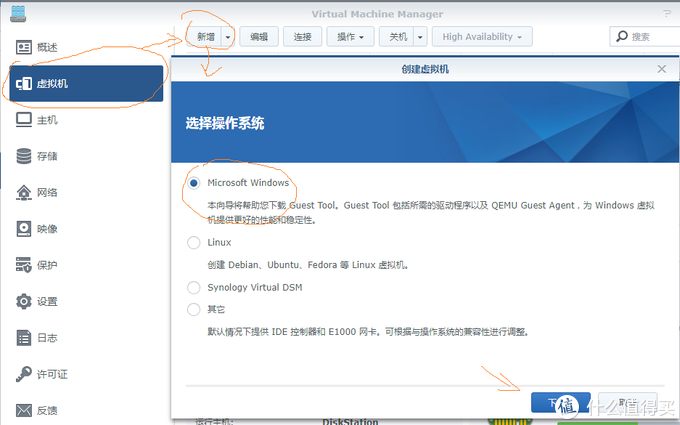 Virtual Machine Manager
新增
编辑
连接
操作
关机
High Availability
搜索
概述
虚拟机
主机
存储
网络
映像
保护
设置
日志
许可证
反馈
创建虚拟机
选择操作系统
Microsoft Windows
本向导将帮助您下载 Guest Tool。Guest Tool 包括所需的驱动程序以及 QEMU Guest Agent，为 Windows 虚拟
机提供更好的性能和稳定性。
Linux
创建 Debian、Ubuntu、Fedora 等 Linux 虚拟机。
Synology Virtual DSM
其它
默认情况下提供 IDE 控制器和 E1000 网卡。可根据与操作系统的兼容性进行调整。
值 什么值得买
运行主机:
DiskStation